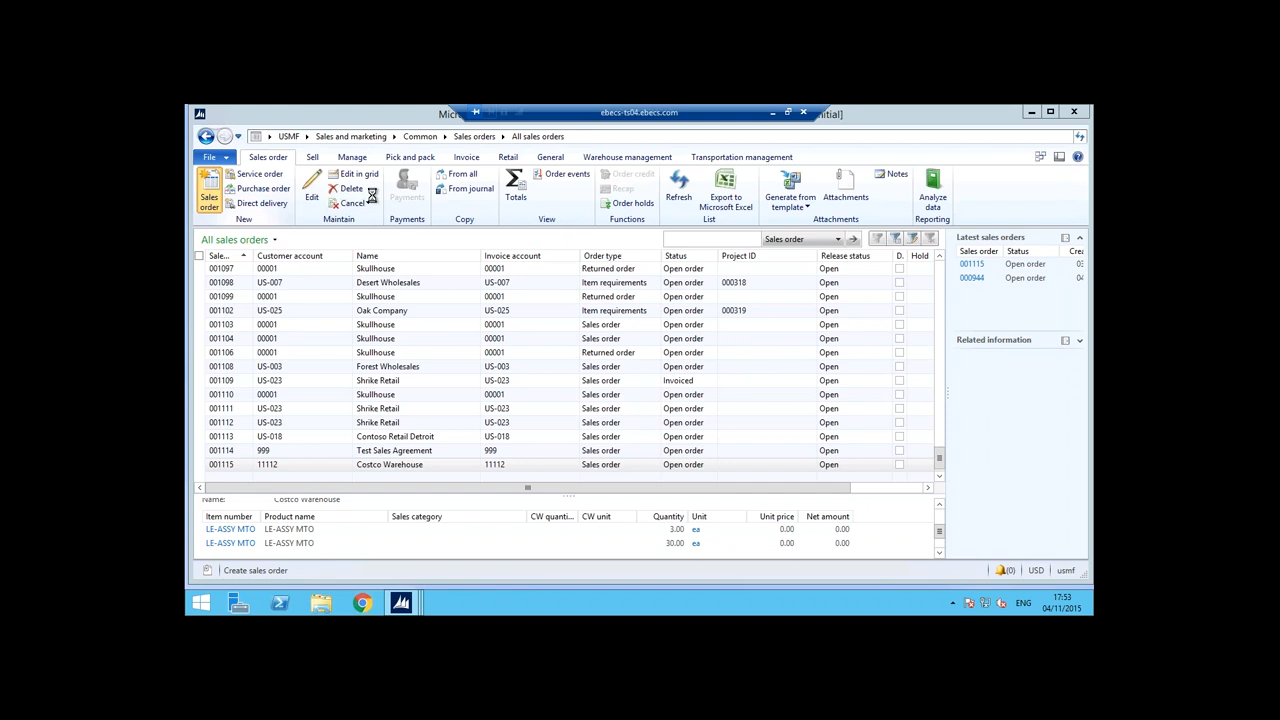 Micr ebecs-ts04.ebecs.com nitial]
USMF Sales and marketing Common Sales orders All sales orders
File Sales order Sell Manage Pick and pack Invoice Retail General Warehouse management Transportation management
Sales order
Service order
Purchase order
Direct delivery
New
Edit
Edit in grid
Delete
Cancel
Maintain
Payments
Payments
From all
From journal
Copy
Totals
Order events
View
Order credit
Recap
Order holds
Functions
Refresh
Export to Microsoft Excel
List
Generate from template
Attachments
Notes
Attachments
Analyze data
Reporting
All sales orders Sales order
Sale... Customer account Name Invoice account Order type Status Project ID Release status D. Hold
001097 00001 Skullhouse 00001 Returned order Open order Open
001098 US-007 Desert Wholesales US-007 Item requirements Open order 000318 Open
001099 00001 Skullhouse 00001 Returned order Open order Open
001102 US-025 Oak Company US-025 Item requirements Open order 000319 Open
001103 00001 Skullhouse 00001 Sales order Open order Open
001104 00001 Skullhouse 00001 Sales order Open order Open
001106 00001 Skullhouse 00001 Returned order Open order Open
001108 US-003 Forest Wholesales US-003 Sales order Open order Open
001109 US-023 Shrike Retail US-023 Sales order Invoiced Open
001110 00001 Skullhouse 00001 Sales order Open order Open
001111 US-023 Shrike Retail US-023 Sales order Open order Open
001112 US-023 Shrike Retail US-023 Sales order Open order Open
001113 US-018 Contoso Retail Detroit US-018 Sales order Open order Open
001114 999 Test Sales Agreement 999 Sales order Open order Open
001115 11112 Costco Warehouse 11112 Sales order Open order Open
Name: Costco Warehouse
Item number Product name Sales category CW quanti... CW unit Quantity Unit Unit price Net amount
LE-ASSY MTO LE-ASSY MTO 3.00 ea 0.00 0.00
LE-ASSY MTO LE-ASSY MTO 30.00 ea 0.00 0.00
Latest sales orders
Sales order Status Crea
001115 Open order 03
000944 Open order 04
Related information
Create sales order (0) USD usmf
ENG 17:53
04/11/2015